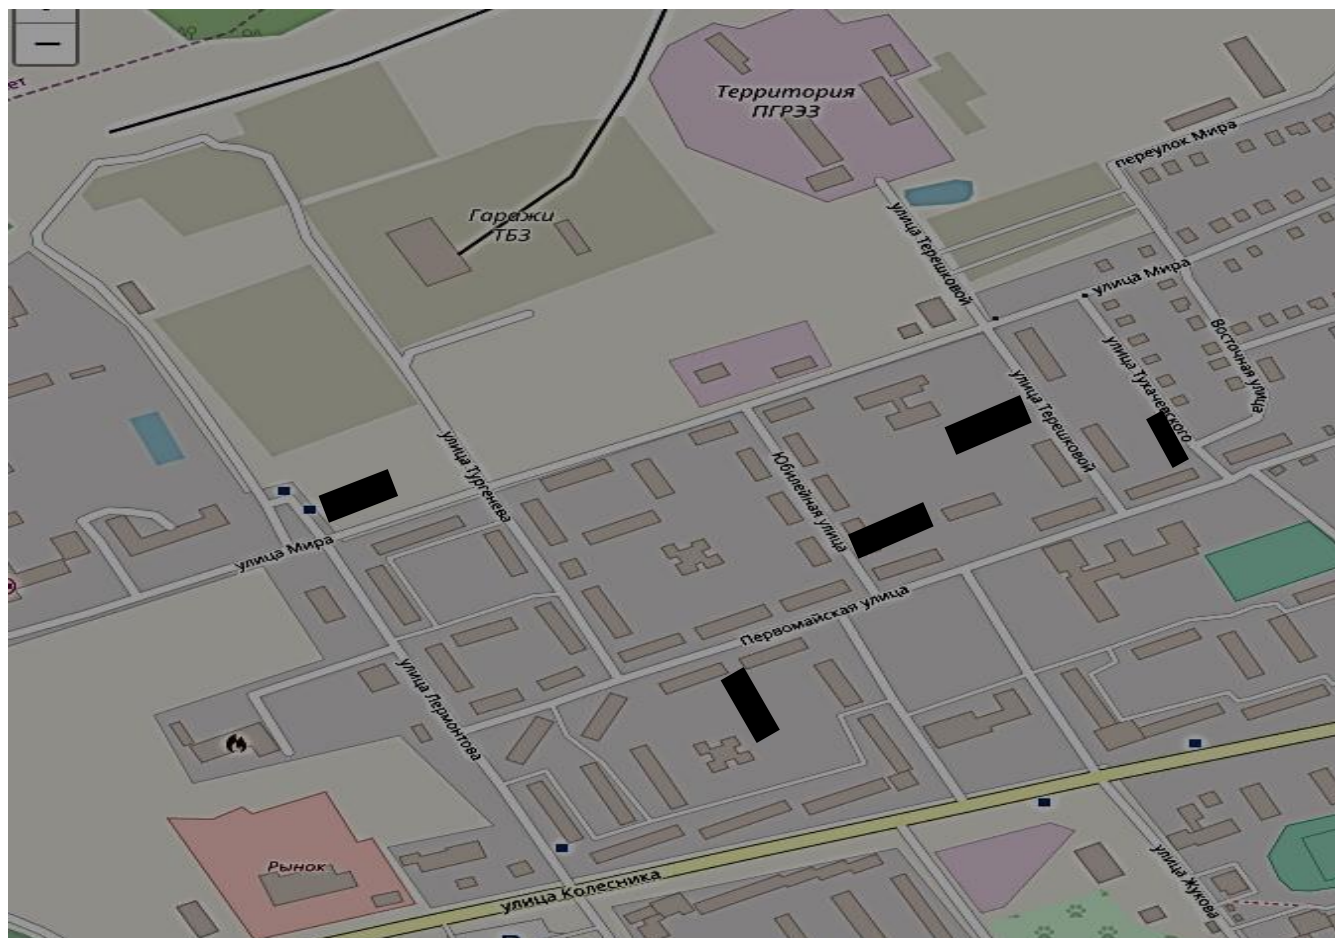 ет
Территория
ПГРЭЗ
переулок Мира
Гаражи
ТБЗ
улица Терешковой
улица Мира
Восточная улица
улица Тухачевского
улица Терешковой
улица Тургенева
Юбилейная улица
улица Мира
Первомайская улица
улица Лермонтова
Рынок
улица Колесника
улица Жукова